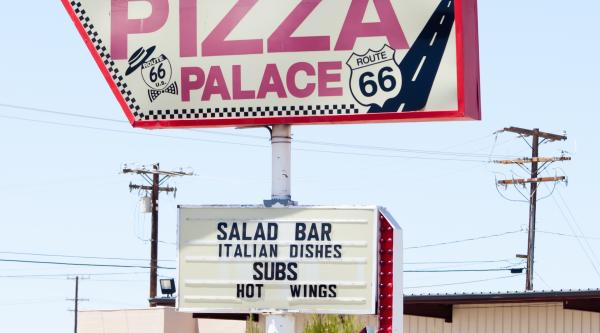 PIZZA
ROUTE
66
U.S.
PALACE
ROUTE
66
SALAD BAR
ITALIAN DISHES
SUBS
HOT WINGS